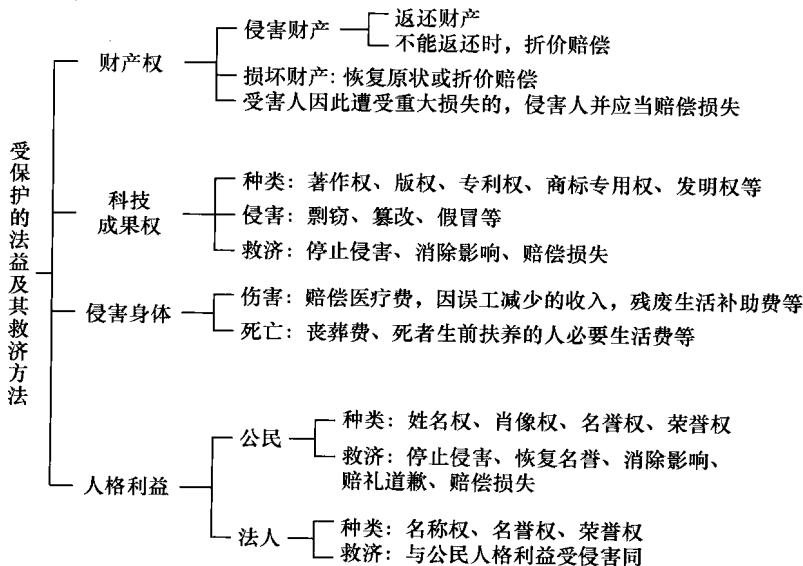 受保护的法益及其救济方法
财产权
侵害财产
返还财产
不能返还时，折价赔偿
损坏财产：恢复原状或折价赔偿
受害人因此遭受重大损失的，侵害人并应当赔偿损失
科技
成果权
种类：著作权、版权、专利权、商标专用权、发明权等
侵害：剽窃、篡改、假冒等
救济：停止侵害、消除影响、赔偿损失
侵害身体
伤害：赔偿医疗费，因误工减少的收入，残废生活补助费等
死亡：丧葬费、死者生前扶养的人必要生活费等
人格利益
公民
种类：姓名权、肖像权、名誉权、荣誉权
救济：停止侵害、恢复名誉、消除影响、
赔礼道歉、赔偿损失
法人
种类：名称权、名誉权、荣誉权
救济：与公民人格利益受侵害同